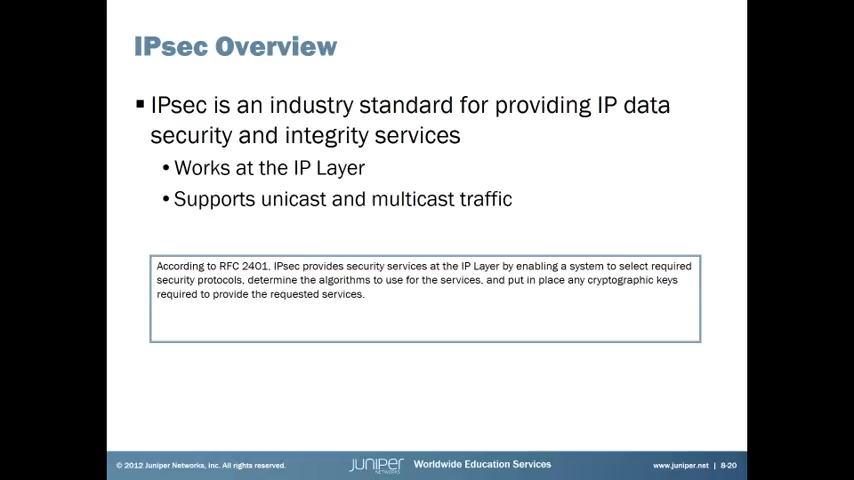 IPsec Overview
▪ IPsec is an industry standard for providing IP data
security and integrity services
• Works at the IP Layer
• Supports unicast and multicast traffic
According to RFC 2401, IPsec provides security services at the IP Layer by enabling a system to select required
security protocols, determine the algorithms to use for the services, and put in place any cryptographic keys
required to provide the requested services.
© 2012 Juniper Networks, Inc. All rights reserved.
JUNIPER NETWORKS
Worldwide Education Services
www.juniper.net | 8-20